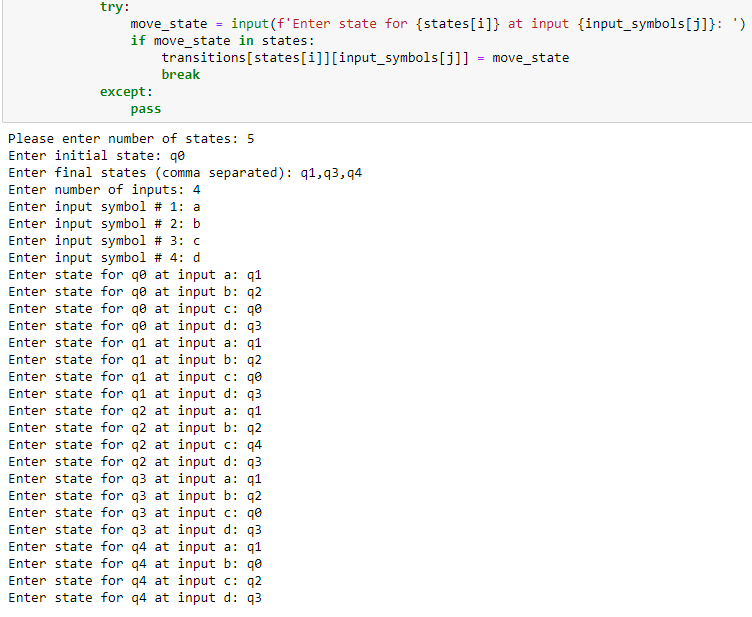 try:
move_state = input(f'Enter state for {states[i]} at input {input_symbols[j]}: ')
if move_state in states:
transitions[states[i]][input_symbols[j]] = move_state
break
except:
pass
Please enter number of states: 5
Enter initial state: q0
Enter final states (comma separated): q1,q3,q4
Enter number of inputs: 4
Enter input symbol # 1: a
Enter input symbol # 2: b
Enter input symbol # 3: c
Enter input symbol # 4: d
Enter state for q0 at input a: q1
Enter state for q0 at input b: q2
Enter state for q0 at input c: q0
Enter state for q0 at input d: q3
Enter state for q1 at input a: q1
Enter state for q1 at input b: q2
Enter state for q1 at input c: q0
Enter state for q1 at input d: q3
Enter state for q2 at input a: q1
Enter state for q2 at input b: q2
Enter state for q2 at input c: q4
Enter state for q2 at input d: q3
Enter state for q3 at input a: q1
Enter state for q3 at input b: q2
Enter state for q3 at input c: q0
Enter state for q3 at input d: q3
Enter state for q4 at input a: q1
Enter state for q4 at input b: q0
Enter state for q4 at input c: q2
Enter state for q4 at input d: q3